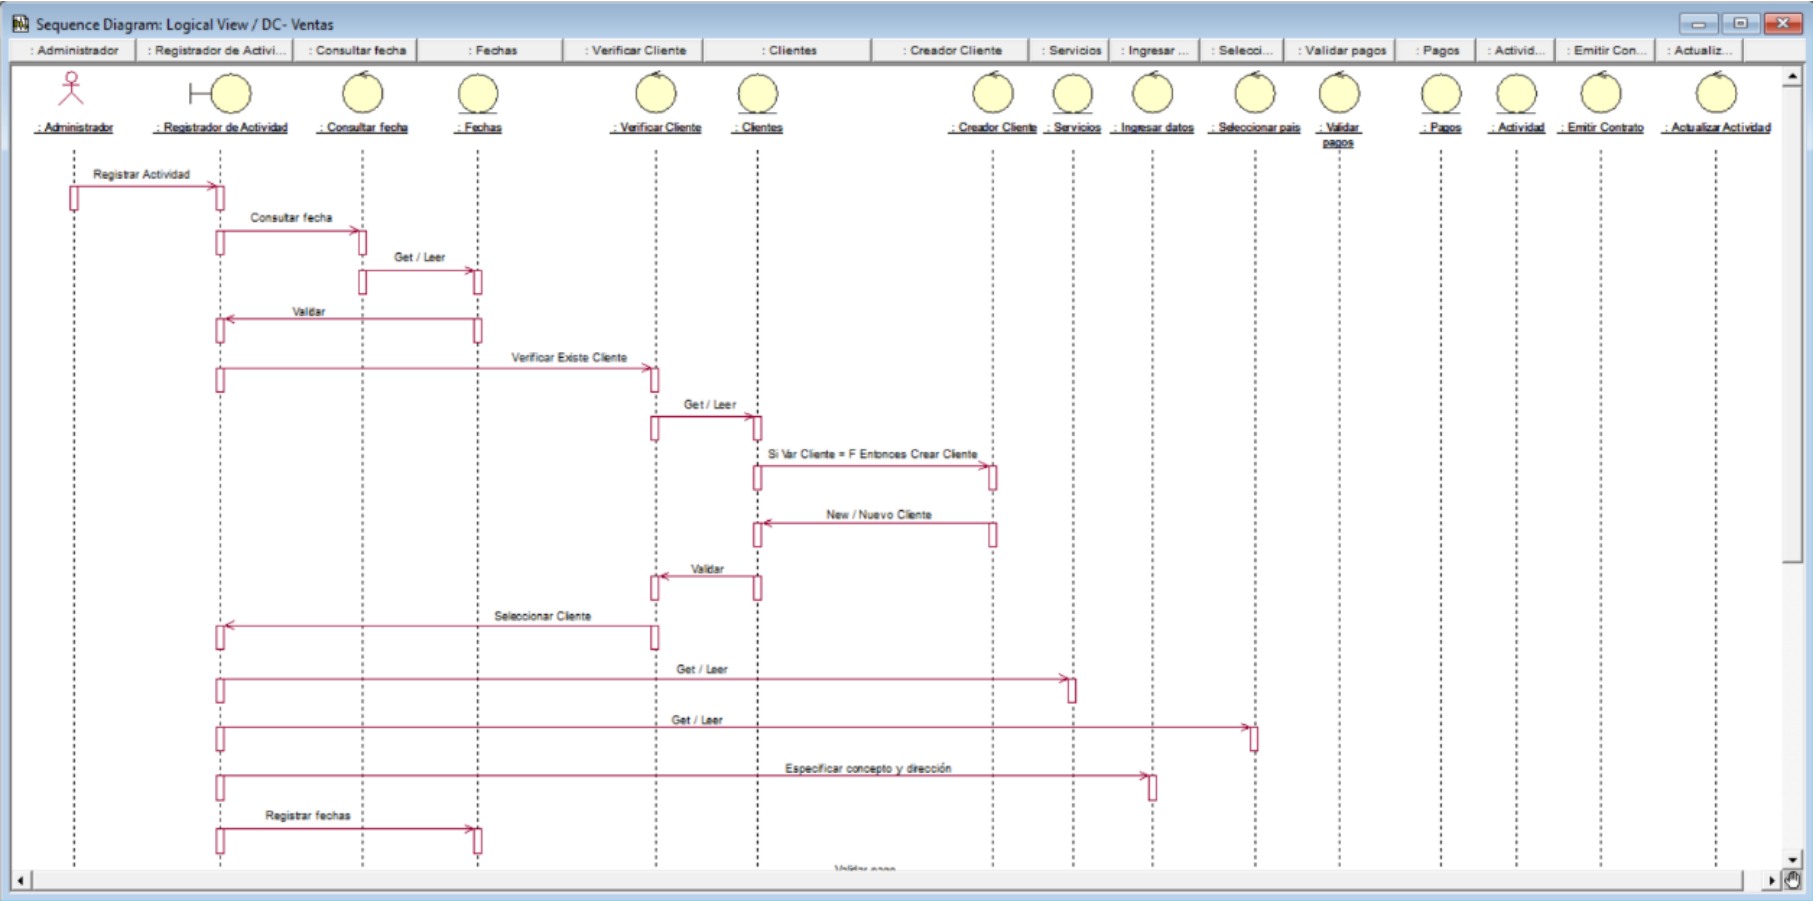 Sequence Diagram: Logical View / DC- Ventas
: Administrador
: Registrador de Activi...
: Consultar fecha
: Fechas
: Verificar Cliente
: Clientes
: Creador Cliente
: Servicios
: Ingresar ...
: Selecci...
: Validar pagos
: Pagos
: Activid...
: Emitir Con...
: Actualiz...
: Administrador
: Registrador de Actividad
: Consultar fecha
: Fechas
: Verificar Cliente
: Clientes
: Creador Cliente
: Servicios
: Ingresar datos
: Seleccionar pais
: Validar
pagos
: Pagos
: Actividad
: Emitir Contrato
: Actualizar Actividad
Registrar Actividad
Consultar fecha
Get / Leer
Validar
Verificar Existe Cliente
Get / Leer
Si Var Cliente = F Entonces Crear Cliente
New / Nuevo Cliente
Validar
Seleccionar Cliente
Get / Leer
Get / Leer
Especificar concepto y dirección
Registrar fechas
Validar pago